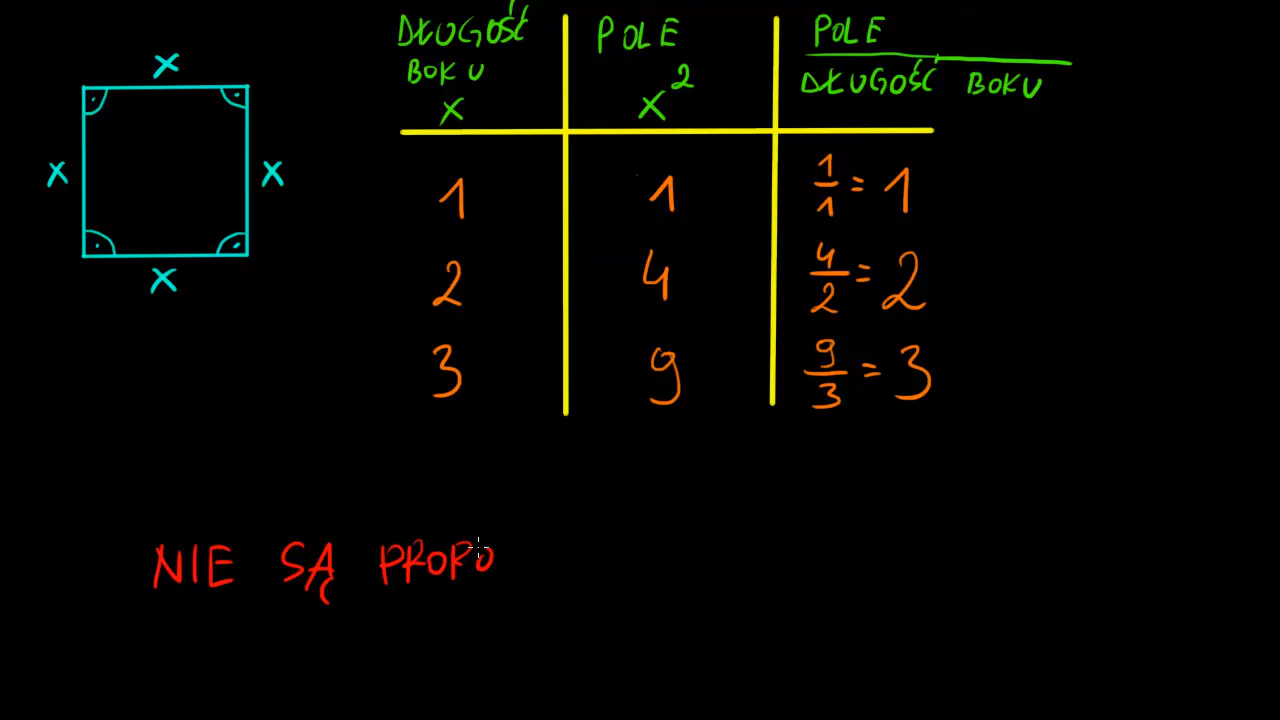 x
x
x
x
DŁUGOŚĆ BOKU x
POLE x²
POLE
DŁUGOŚĆ BOKU
1 1 1/1 = 1
2 4 4/2 = 2
3 9 9/3 = 3
NIE SĄ PROPO